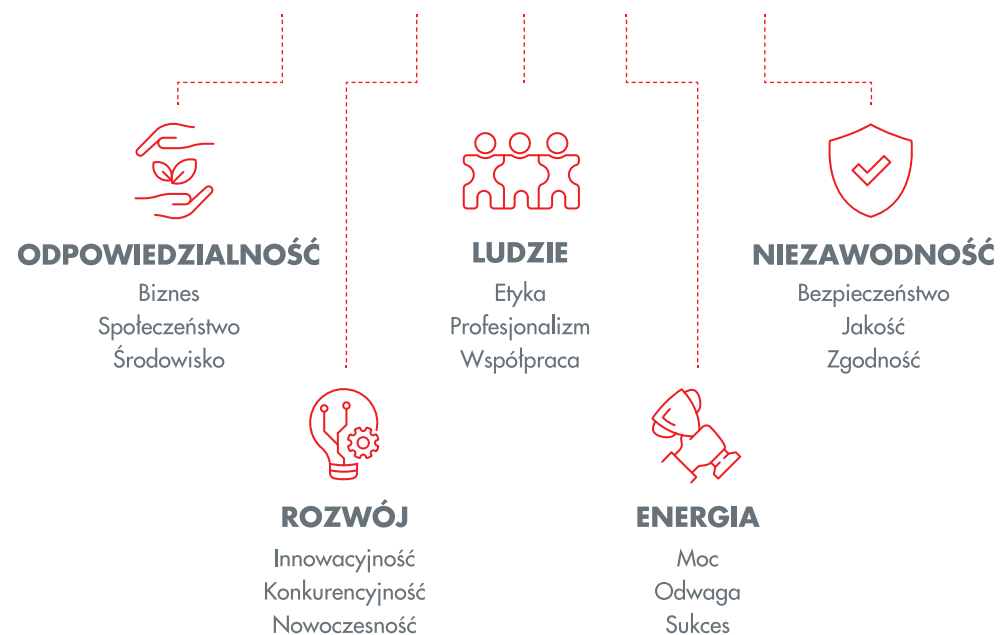 ODPOWIEDZIALNOŚĆ
Biznes
Społeczeństwo
Środowisko
LUDZIE
Etyka
Profesjonalizm
Współpraca
NIEZAWODNOŚĆ
Bezpieczeństwo
Jakość
Zgodność
ROZWÓJ
Innowacyjność
Konkurencyjność
Nowoczesność
ENERGIA
Moc
Odwaga
Sukces